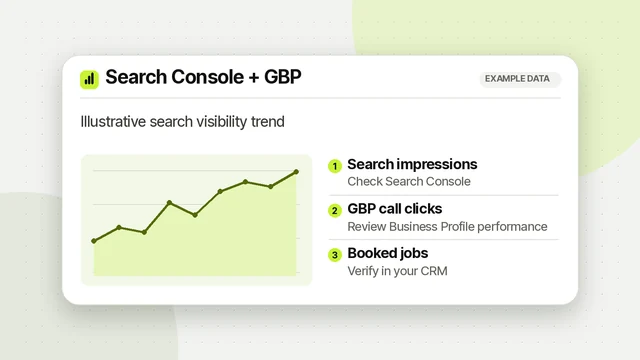 Search Console + GBP
EXAMPLE DATA
Illustrative search visibility trend
1 Search impressions
Check Search Console
2 GBP call clicks
Review Business Profile performance
3 Booked jobs
Verify in your CRM